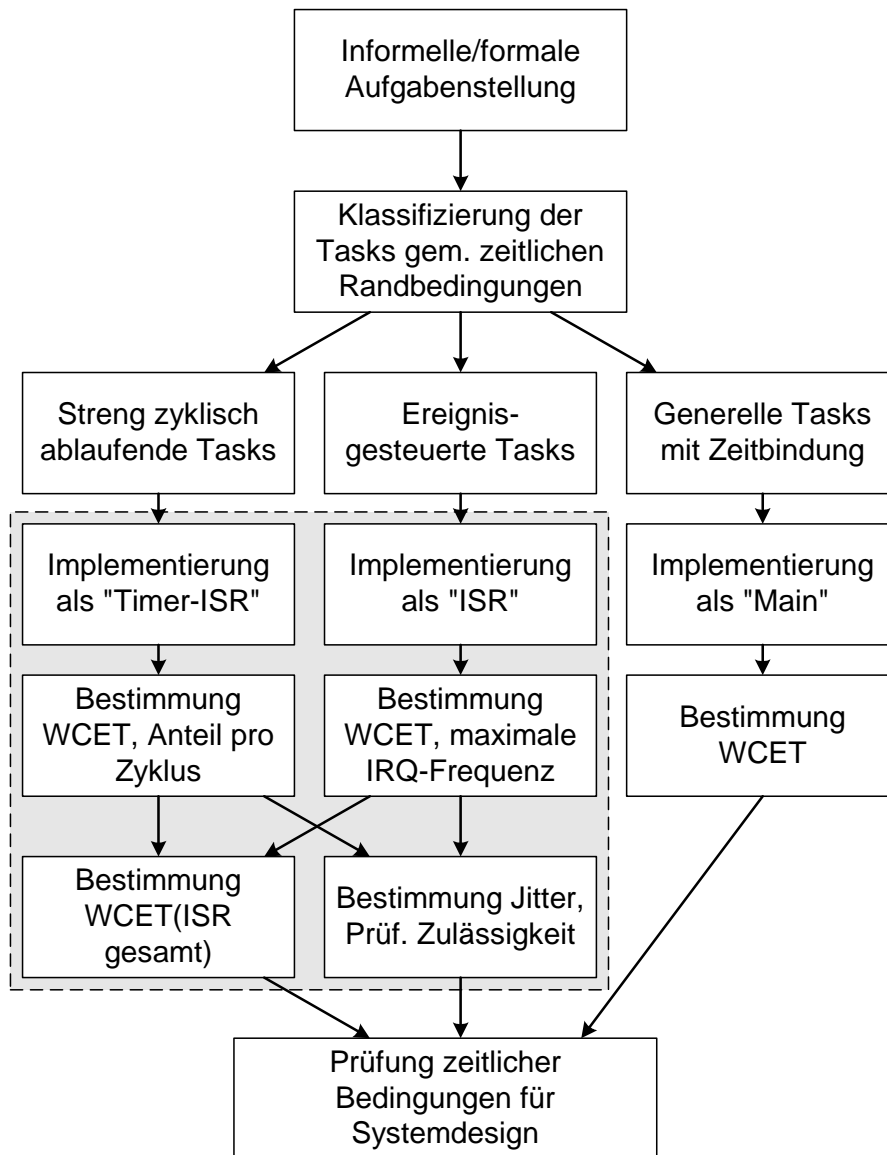 Informelle/formale
Aufgabenstellung
Klassifizierung der
Tasks gem. zeitlichen
Randbedingungen
Streng zyklisch
ablaufende Tasks
Ereignis-
gesteuerte Tasks
Generelle Tasks
mit Zeitbindung
Implementierung
als "Timer-ISR"
Implementierung
als "ISR"
Implementierung
als "Main"
Bestimmung
WCET, Anteil pro
Zyklus
Bestimmung
WCET, maximale
IRQ-Frequenz
Bestimmung
WCET
Bestimmung
WCET(ISR
gesamt)
Bestimmung Jitter,
Prüf. Zulässigkeit
Prüfung zeitlicher
Bedingungen für
Systemdesign